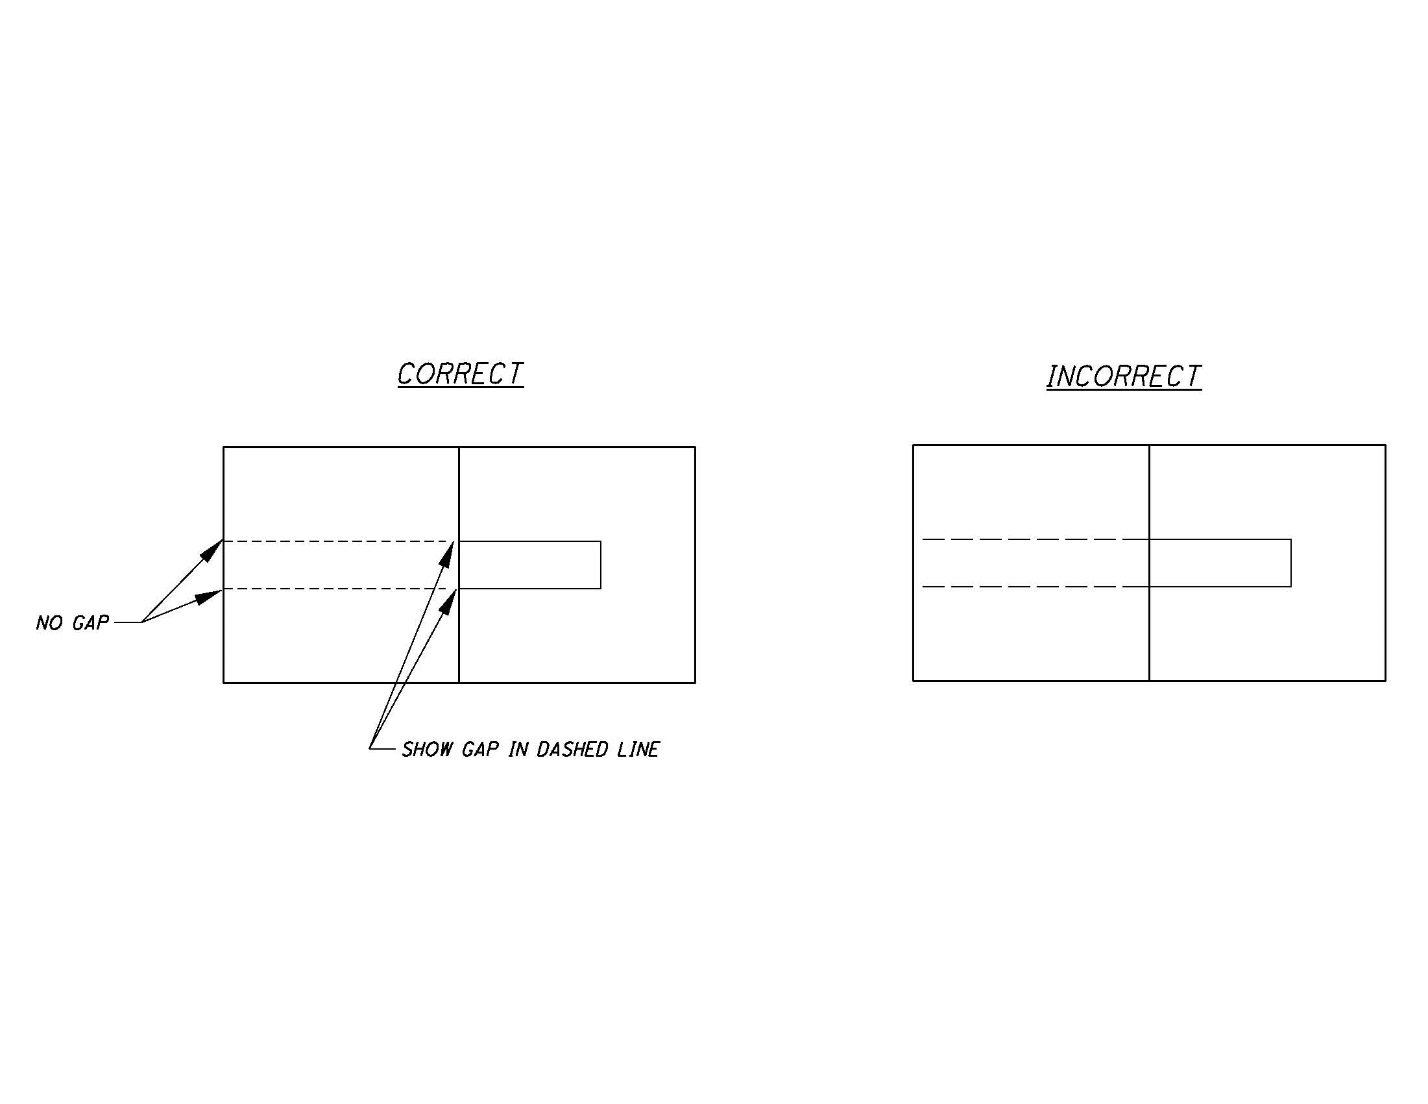 CORRECT
INCORRECT
NO GAP
SHOW GAP IN DASHED LINE